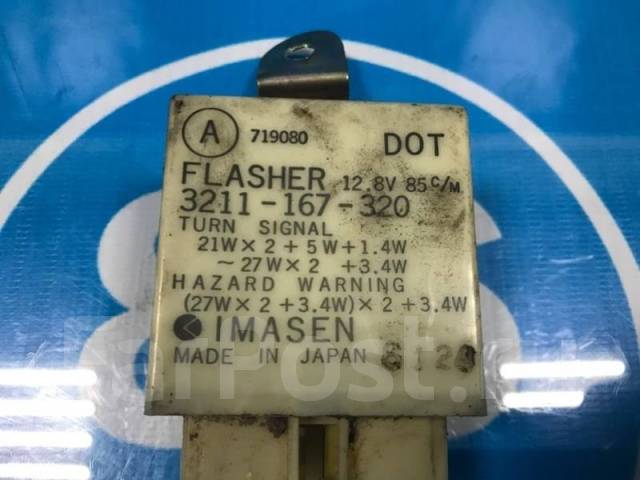 A 719080 DOT
FLASHER 12.8V 85C/M
3211-167-320
TURN SIGNAL
21W×2+5W+1.4W
~27W×2 +3.4W
HAZARD WARNING
(27W×2+3.4W)×2+3.4W
IMASEN
MADE IN JAPAN